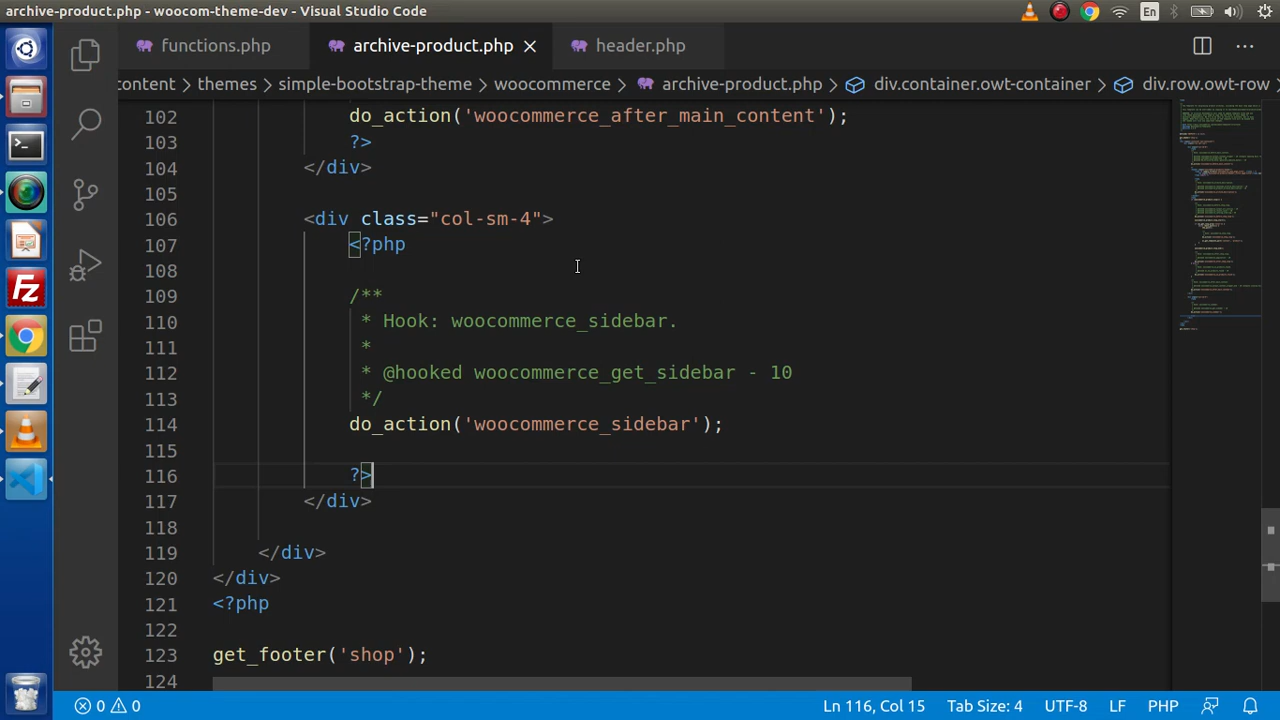 archive-product.php - woocom-theme-dev - Visual Studio Code
En
functions.php
archive-product.php
header.php
content
themes
simple-bootstrap-theme
woocommerce
archive-product.php
div.container.owt-container
div.row.owt-row
102 do_action('woocommerce_after_main_content');
103 ?>
104 </div>
105
106 <div class="col-sm-4">
107 <?php
108
109 /**
110 * Hook: woocommerce_sidebar.
111 *
112 * @hooked woocommerce_get_sidebar - 10
113 */
114 do_action('woocommerce_sidebar');
115
116 ?>
117 </div>
118
119 </div>
120 </div>
121 <?php
122
123 get_footer('shop');
124
0 0
Ln 116, Col 15
Tab Size: 4
UTF-8
LF
PHP